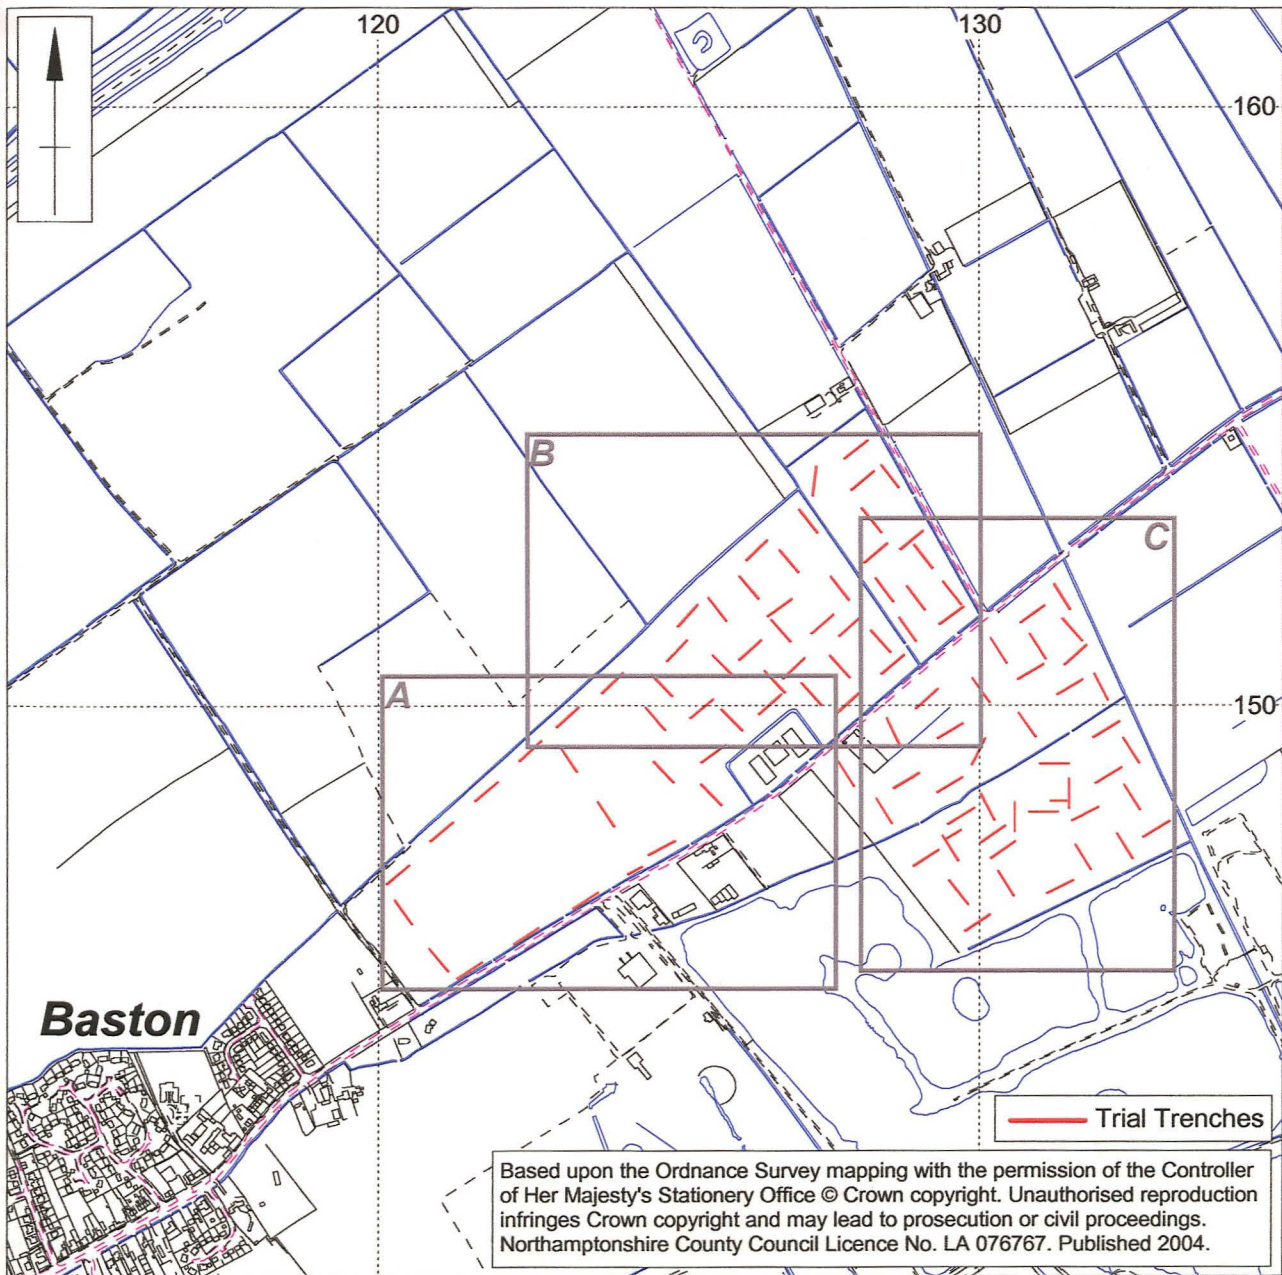 120
130
160
B
C
A
150
Baston
Trial Trenches
Based upon the Ordnance Survey mapping with the permission of the Controller
of Her Majesty's Stationery Office © Crown copyright. Unauthorised reproduction
infringes Crown copyright and may lead to prosecution or civil proceedings.
Northamptonshire County Council Licence No. LA 076767. Published 2004.